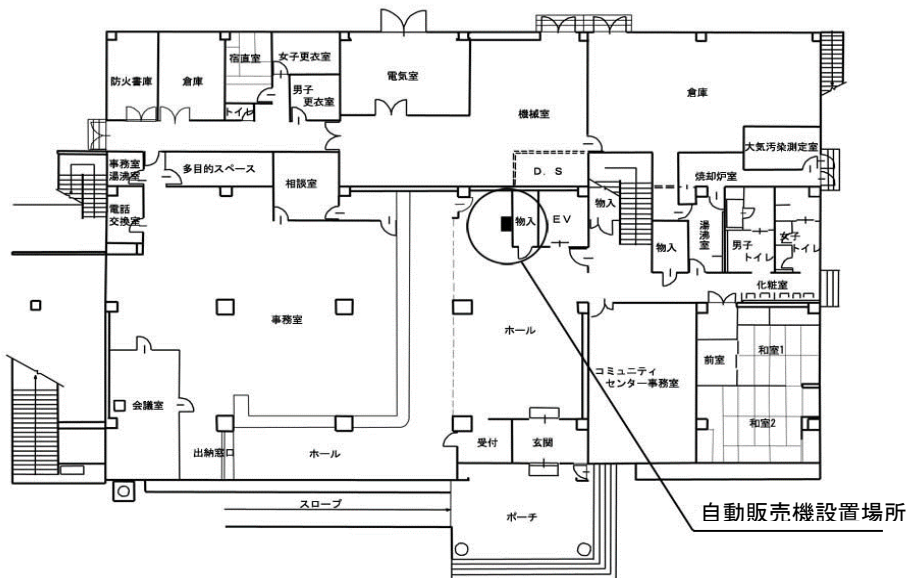 防火書庫
倉庫
宿直室
トイレ
女子更衣室
男子
更衣室
電気室
機械室
倉庫
大気汚染測定室
事務室
湯沸室
多目的スペース
相談室
D．S
焼却炉室
電話
交換室
物入
EV
物入
物入
湯沸室
男子
トイレ
女子
トイレ
化粧室
事務室
ホール
コミュニティ
センター事務室
前室
和室1
和室2
会議室
出納窓口
ホール
受付
玄関
スロープ
ポーチ
自動販売機設置場所